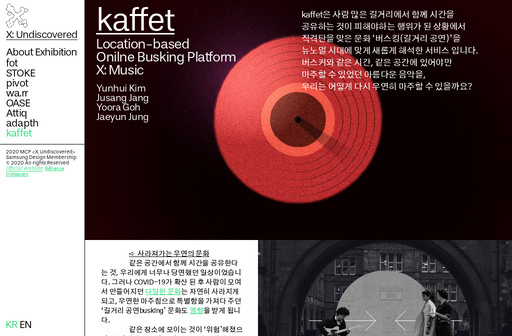 X: Undiscovered
About Exhibition
fot
STOKE
pivot
wa.rr
OASE
Attiq
adapth
kaffet
2020 MCP <X: Undiscovered>
Samsung Design Membership
© 2020 All rights Reserved
Official Website Béhance
Instagram
KR EN
kaffet
Location-based
Onilne Busking Platform
X: Music
Yunhui Kim
Jusang Jang
Yoora Goh
Jaeyun Jung
kaffet은 사람 많은 길거리에서 함께 시간을
공유하는 것이 피해야하는 행위가 된 상황에서
직격탄을 맞은 문화 '버스킹(길거리 공연)'을
뉴노멀 시대에 맞게 새롭게 해석한 서비스 입니다.
버스커와 같은 시간, 같은 공간에 있어야만
마주할 수 있었던 아름다운 음악을,
우리는 어떻게 다시 우연히 마주할 수 있을까요?
➪ 사라져가는 우연의 문화
같은 공간에서 함께 시간을 공유한다
는 것, 우리에게 너무나 당연했던 일상이었습니
다. 그러나 COVID-19가 확산 된 후 사람이 모여
서 만들어지던 다양한 문화는 자연히 사라지게
되고, 우연한 마주침으로 특별함을 가져다 주던
'길거리 공연busking' 문화도 위험을 받게 됩니
다.
같은 장소에 모이는 것이 '위험'해졌으